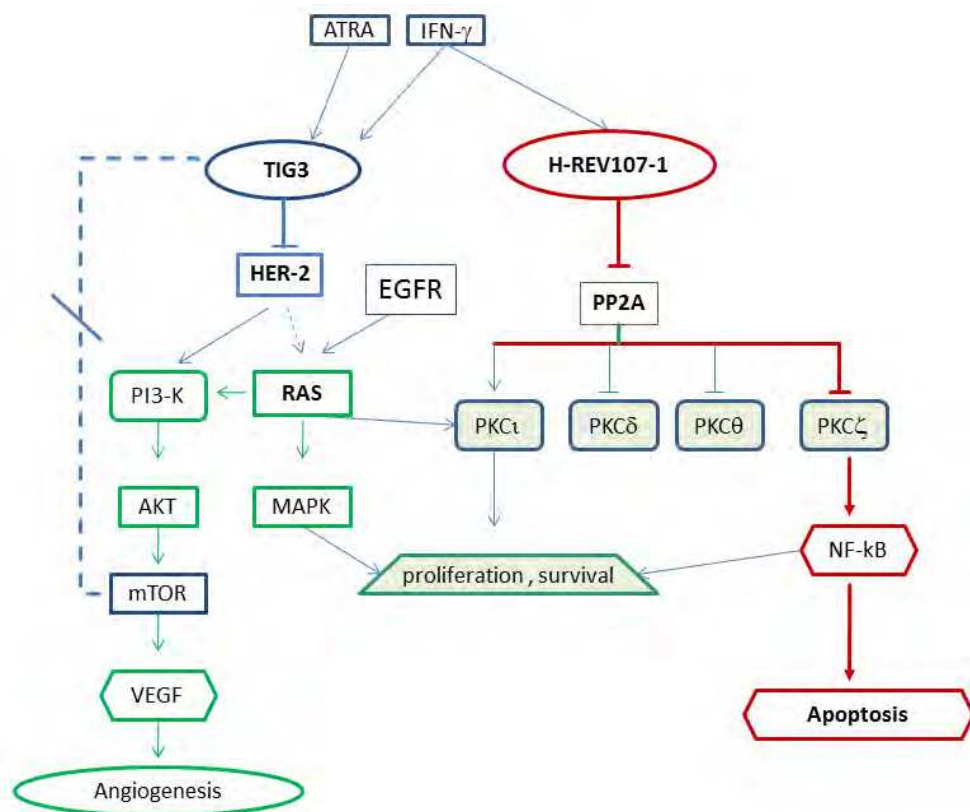 ATRA
IFN-γ
TIG3
H-REV107-1
HER-2
EGFR
PP2A
PI3-K
RAS
PKCι
PKCδ
PKCθ
PKCζ
AKT
MAPK
NF-kB
proliferation , survival
mTOR
VEGF
Apoptosis
Angiogenesis